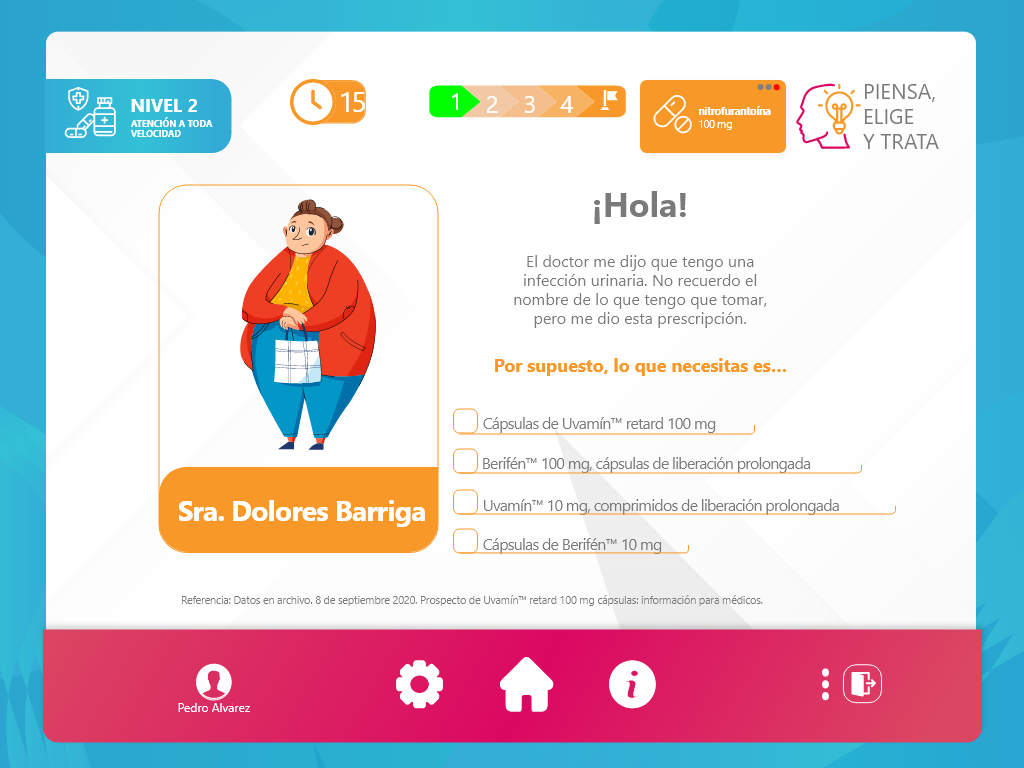 NIVEL 2
ATENCIÓN A TODA
VELOCIDAD
15
1 2 3 4
nitrofurantoína
100 mg
PIENSA,
ELIGE
Y TRATA
¡Hola!
El doctor me dijo que tengo una
infección urinaria. No recuerdo el
nombre de lo que tengo que tomar,
pero me dio esta prescripción.
Por supuesto, lo que necesitas es...
Cápsulas de Uvamín™ retard 100 mg
Berifén™ 100 mg, cápsulas de liberación prolongada
Uvamín™ 10 mg, comprimidos de liberación prolongada
Cápsulas de Berifén™ 10 mg
Sra. Dolores Barriga
Referencia: Datos en archivo. 8 de septiembre 2020. Prospecto de Uvamín™ retard 100 mg cápsulas: información para médicos.
Pedro Alvarez